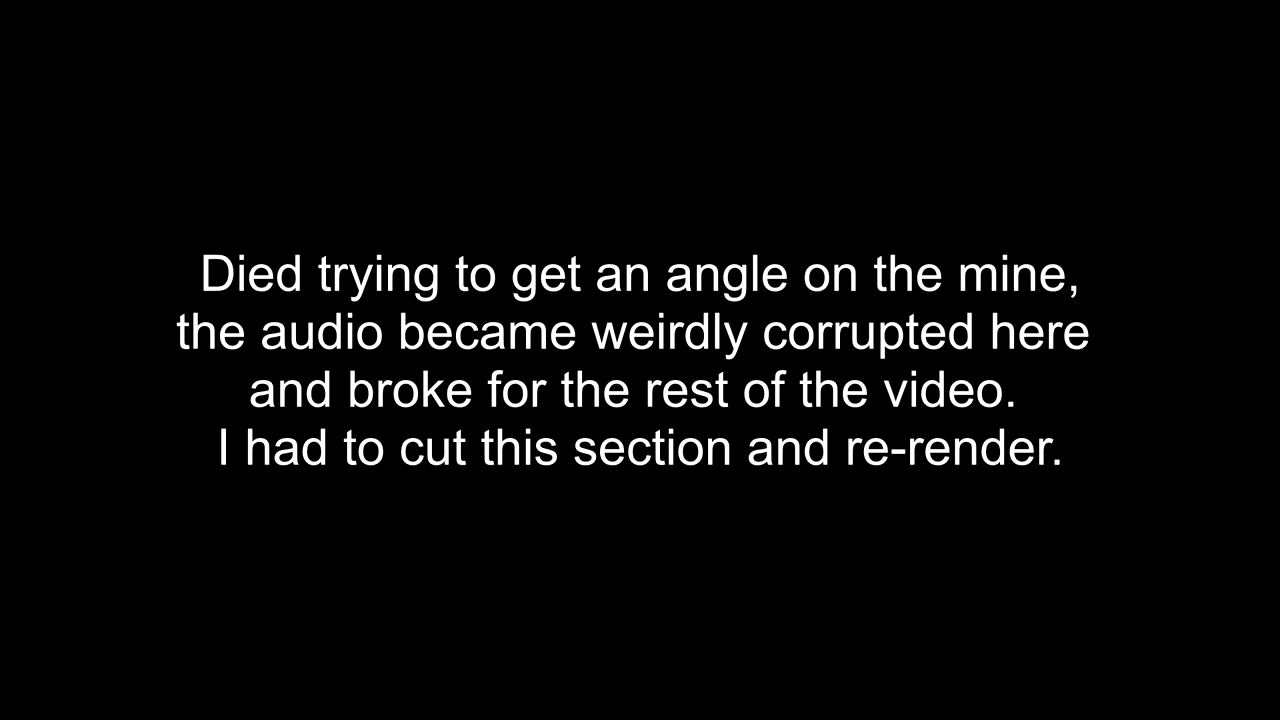 Died trying to get an angle on the mine,
the audio became weirdly corrupted here
and broke for the rest of the video.
I had to cut this section and re-render.